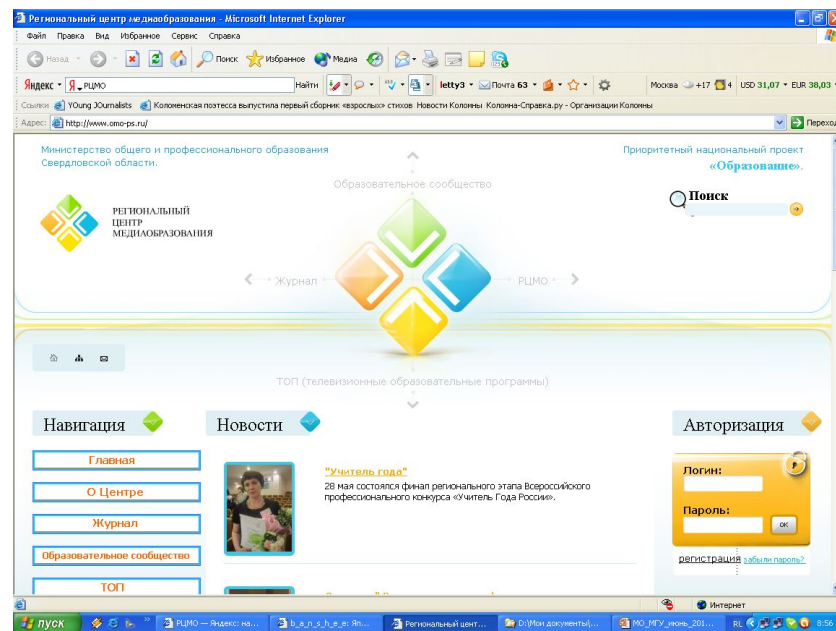 Региональный центр медиаобразования - Microsoft Internet Explorer
Файл Правка Вид Избранное Сервис Справка
Назад Поиск Избранное Медиа
Яндекс РЦМО Найти letty3 Почта 63 Москва +17 4 USD 31,07 EUR 38,03
Ссылки YOung JOurnalists Коломенская поэтесса выпустила первый сборник «взрослых» стихов Новости Коломны Коломна-Справка.ру - Организации Коломны
Адрес: http://www.omo-ps.ru/ Переход
Министерство общего и профессионального образования
Свердловской области.
Приоритетный национальный проект
«Образование».
Образовательное сообщество
Поиск
РЕГИОНАЛЬНЫЙ
ЦЕНТР
МЕДИАОБРАЗОВАНИЯ
Журнал РЦМО
ТОП (телевизионные образовательные программы)
Навигация Новости Авторизация
Главная
О Центре
Журнал
Образовательное сообщество
ТОП
"Учитель года"
28 мая состоялся финал регионального этапа Всероссийского
профессионального конкурса «Учитель Года России».
Логин:
Пароль:
ОК
регистрация забыли пароль?
Интернет
пуск РЦМО — Яндекс: на... b_a_n_s_h_e_e: Ян... Региональный цент... D:\Мои документы\... МО_МГУ_июнь_201... RL 8:56